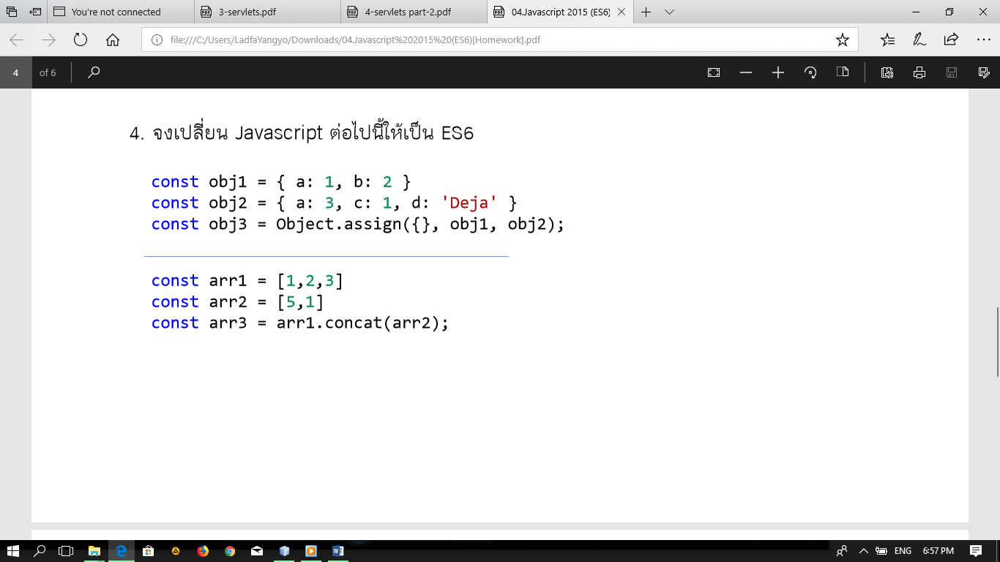 You're not connected
3-servlets.pdf
4-servlets part-2.pdf
04.Javascript 2015 (ES6)
file:///C:/Users/LadfaYangyo/Downloads/04.Javascript%202015%20(ES6)[Homework].pdf
4 of 6
4. จงเปลี่ยน Javascript ต่อไปนี้ให้เป็น ES6
const obj1 = { a: 1, b: 2 }
const obj2 = { a: 3, c: 1, d: 'Deja' }
const obj3 = Object.assign({}, obj1, obj2);
const arr1 = [1,2,3]
const arr2 = [5,1]
const arr3 = arr1.concat(arr2);
ENG 6:57 PM